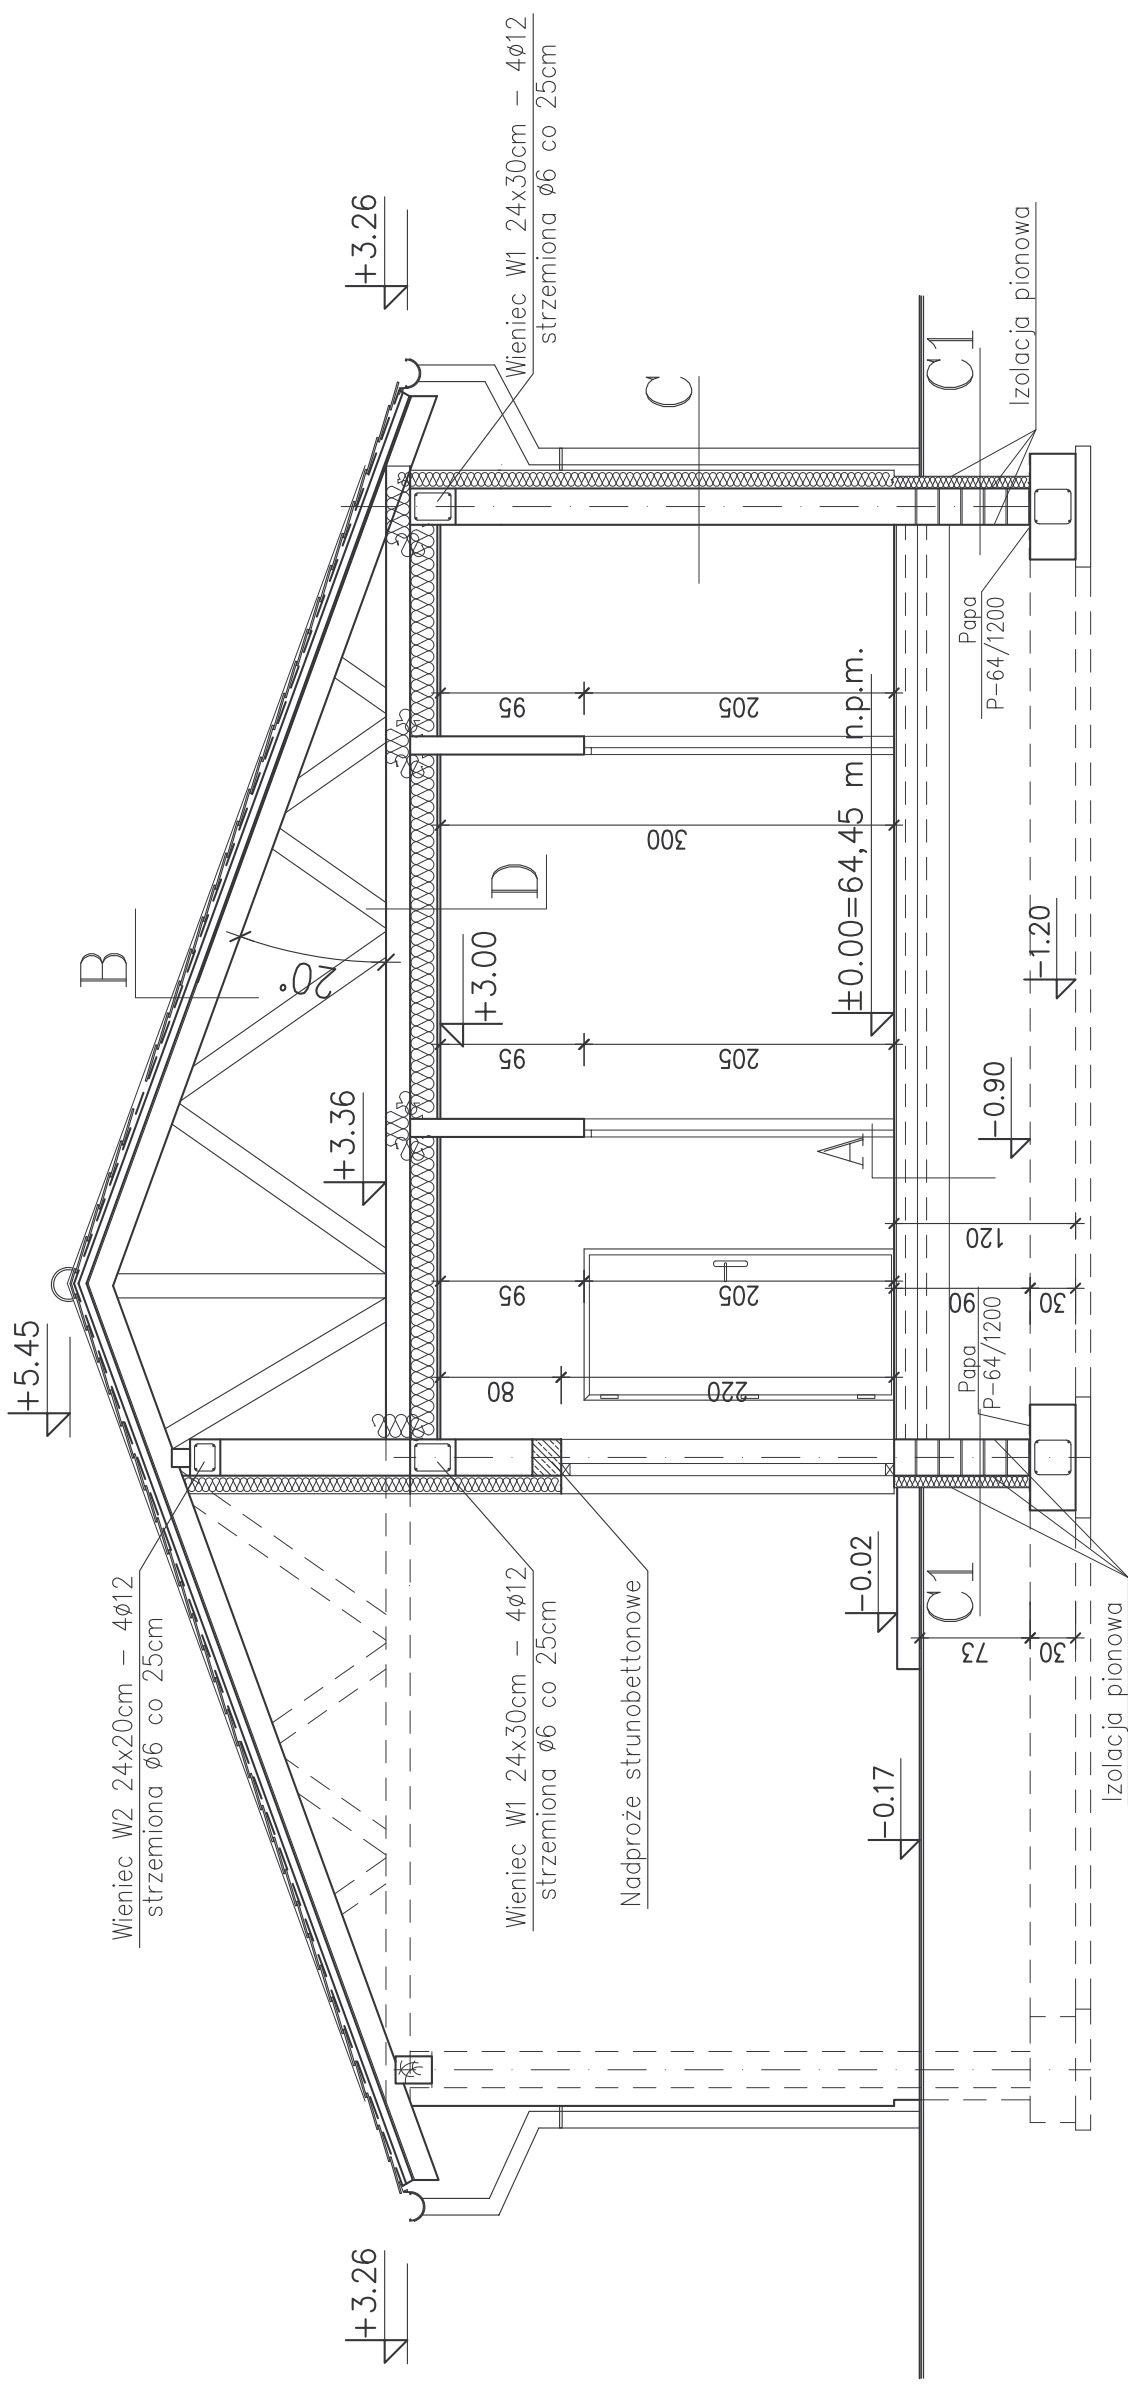 +5.45
Wieniec W2 24x20cm – 4ø12
strzemiona ø6 co 25cm
B
20°
+3.36
+3.26
+3.26
Wieniec W1 24x30cm – 4ø12
strzemiona ø6 co 25cm
Wieniec W1 24x30cm – 4ø12
strzemiona ø6 co 25cm
Nadproże strunobettonowe
D
+3.00
80
95
95
95
300
C
220
205
205
205
±0.00=64,45 m n.p.m.
A
-0.02
-0.17
C1
C1
73
30
90
30
120
-0.90
-1.20
Papa
P-64/1200
Papa
P-64/1200
Izolacja pionowa
Izolacja pionowa